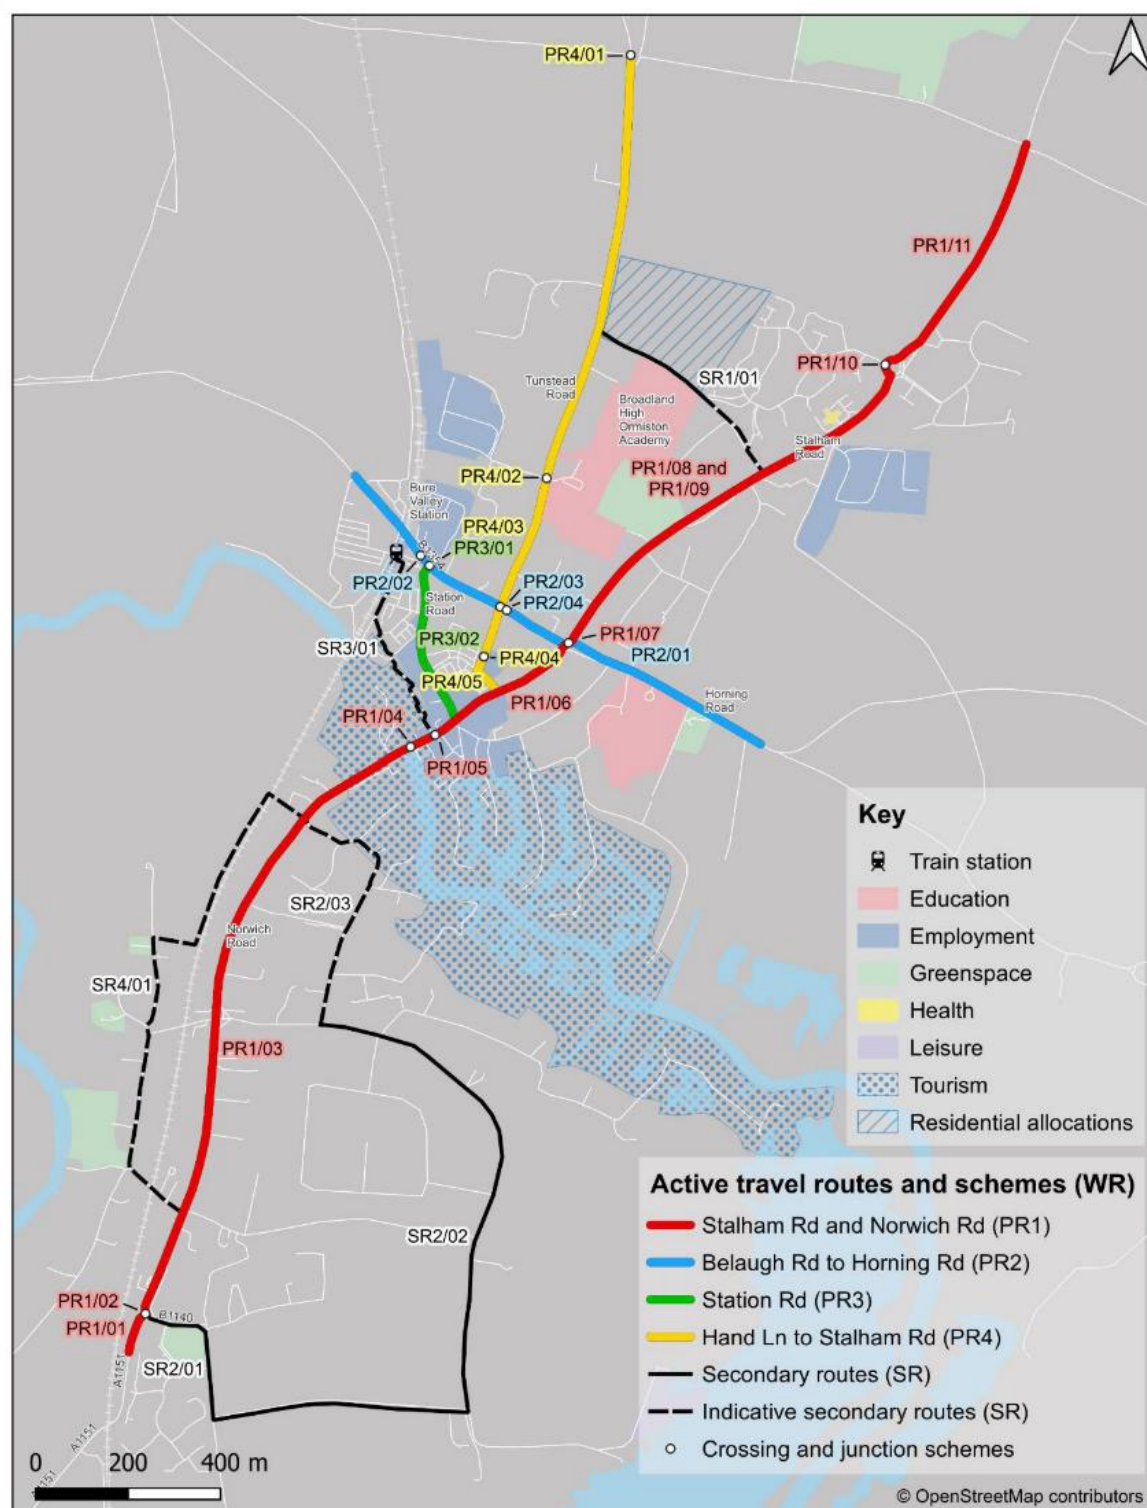 PR4/01
PR1/11
PR1/10
SR1/01
Tunstead
Road
Broadland
High
Ormiston
Academy
Stalham
Road
PR1/08 and
PR1/09
PR4/02
Bure
Valley
Station
PR4/03
B1354
PR3/01
PR2/02
PR2/03
PR2/04
Station
Road
PR3/02
PR1/07
SR3/01
PR4/04
PR2/01
PR4/05
PR1/06
Horning
Road
PR1/04
PR1/05
SR2/03
Norwich
Road
SR4/01
PR1/03
SR2/02
PR1/02
B1140
PR1/01
A1151
SR2/01
A1151
A1151
A1151
0 200 400 m
Key
Train station
Education
Employment
Greenspace
Health
Leisure
Tourism
Residential allocations
Active travel routes and schemes (WR)
Stalham Rd and Norwich Rd (PR1)
Belaugh Rd to Horning Rd (PR2)
Station Rd (PR3)
Hand Ln to Stalham Rd (PR4)
Secondary routes (SR)
Indicative secondary routes (SR)
Crossing and junction schemes
© OpenStreetMap contributors